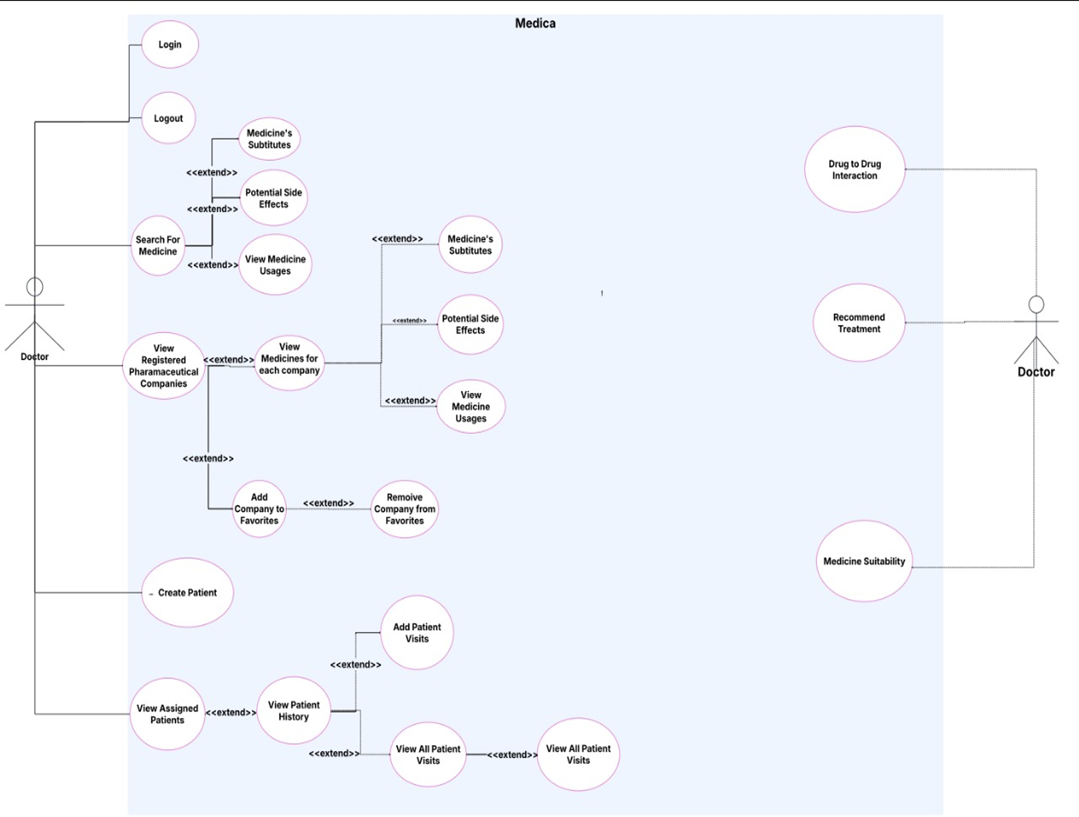 Medica
Login
Logout
Medicine's
Subtitutes
<<extend>>
Potential Side
Effects
<<extend>>
Search For
Medicine
<<extend>>
View Medicine
Usages
Doctor
View
Registered
Pharamaceutical
Companies
<<extend>>
View
Medicines for
each company
<<extend>>
Medicine's
Subtitutes
<<extend>>
Potential Side
Effects
<<extend>>
View
Medicine
Usages
<<extend>>
Add
Company to
Favorites
<<extend>>
Remoive
Company from
Favorites
- Create Patient
Add Patient
Visits
<<extend>>
View Assigned
Patients
<<extend>>
View Patient
History
<<extend>>
View All Patient
Visits
<<extend>>
View All Patient
Visits
Drug to Drug
Interaction
Recommend
Treatment
Doctor
Medicine Suitability